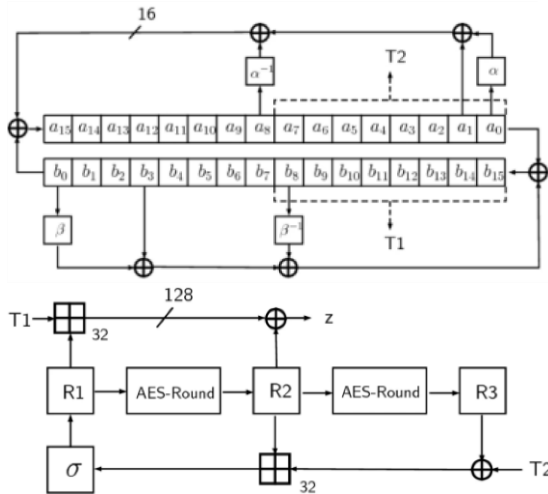 16
α⁻¹ α
T2
a₁₅ a₁₄ a₁₃ a₁₂ a₁₁ a₁₀ a₉ a₈ a₇ a₆ a₅ a₄ a₃ a₂ a₁ a₀
b₀ b₁ b₂ b₃ b₄ b₅ b₆ b₇ b₈ b₉ b₁₀ b₁₁ b₁₂ b₁₃ b₁₄ b₁₅
β β⁻¹
T1
128
T1 32 z
R1 AES-Round R2 AES-Round R3
σ 32 T2